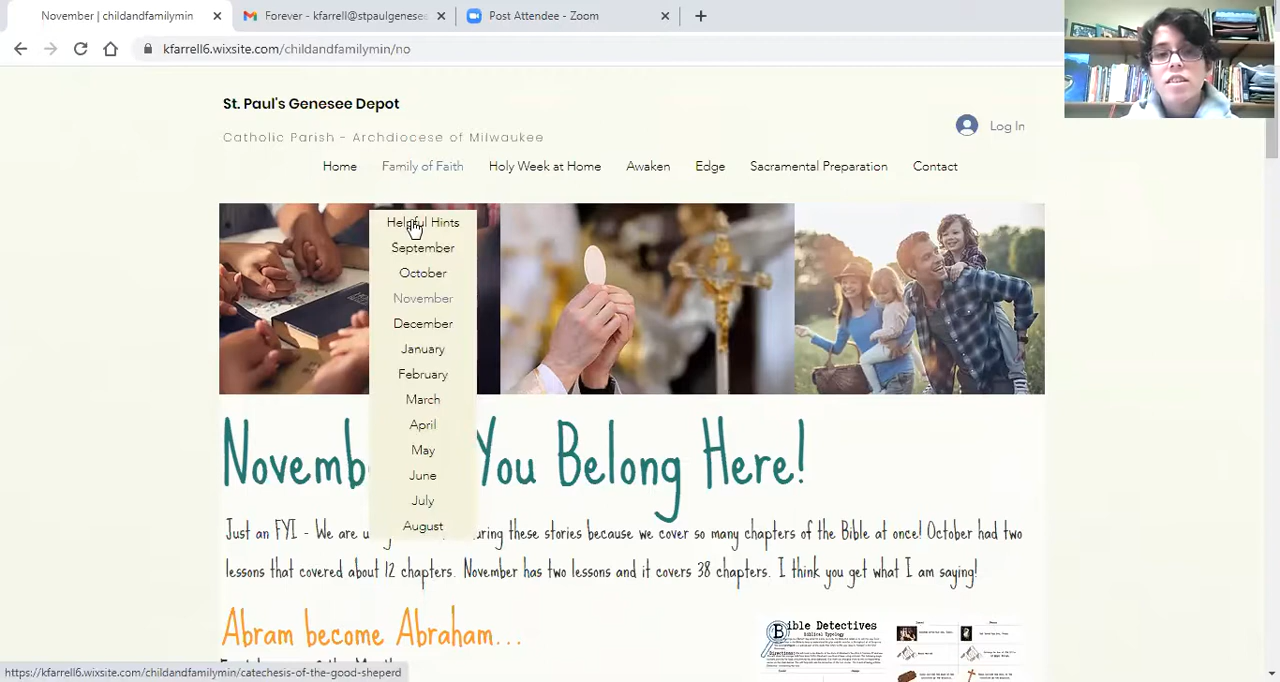 November | childandfamilymin
Forever - kfarrell@stpaulgenese
Post Attendee - Zoom
kfarrell6.wixsite.com/childandfamilymin/no
St. Paul's Genesee Depot
Catholic Parish - Archdiocese of Milwaukee
Log In
Home Family of Faith Holy Week at Home Awaken Edge Sacramental Preparation Contact
Helpful Hints
September
October
November
December
January
February
March
April
May
June
July
August
Novemb You Belong Here!
Just an FYI - We are u ring these stories because we cover so many chapters of the Bible at once! October had two
lessons that covered about 12 chapters. November has two lessons and it covers 38 chapters. I think you get what I am saying!
Abram become Abraham...
Bible Detectives
Biblical Typology
https://kfarrell6.wixsite.com/childandfamilymin/catechesis-of-the-good-sheperd